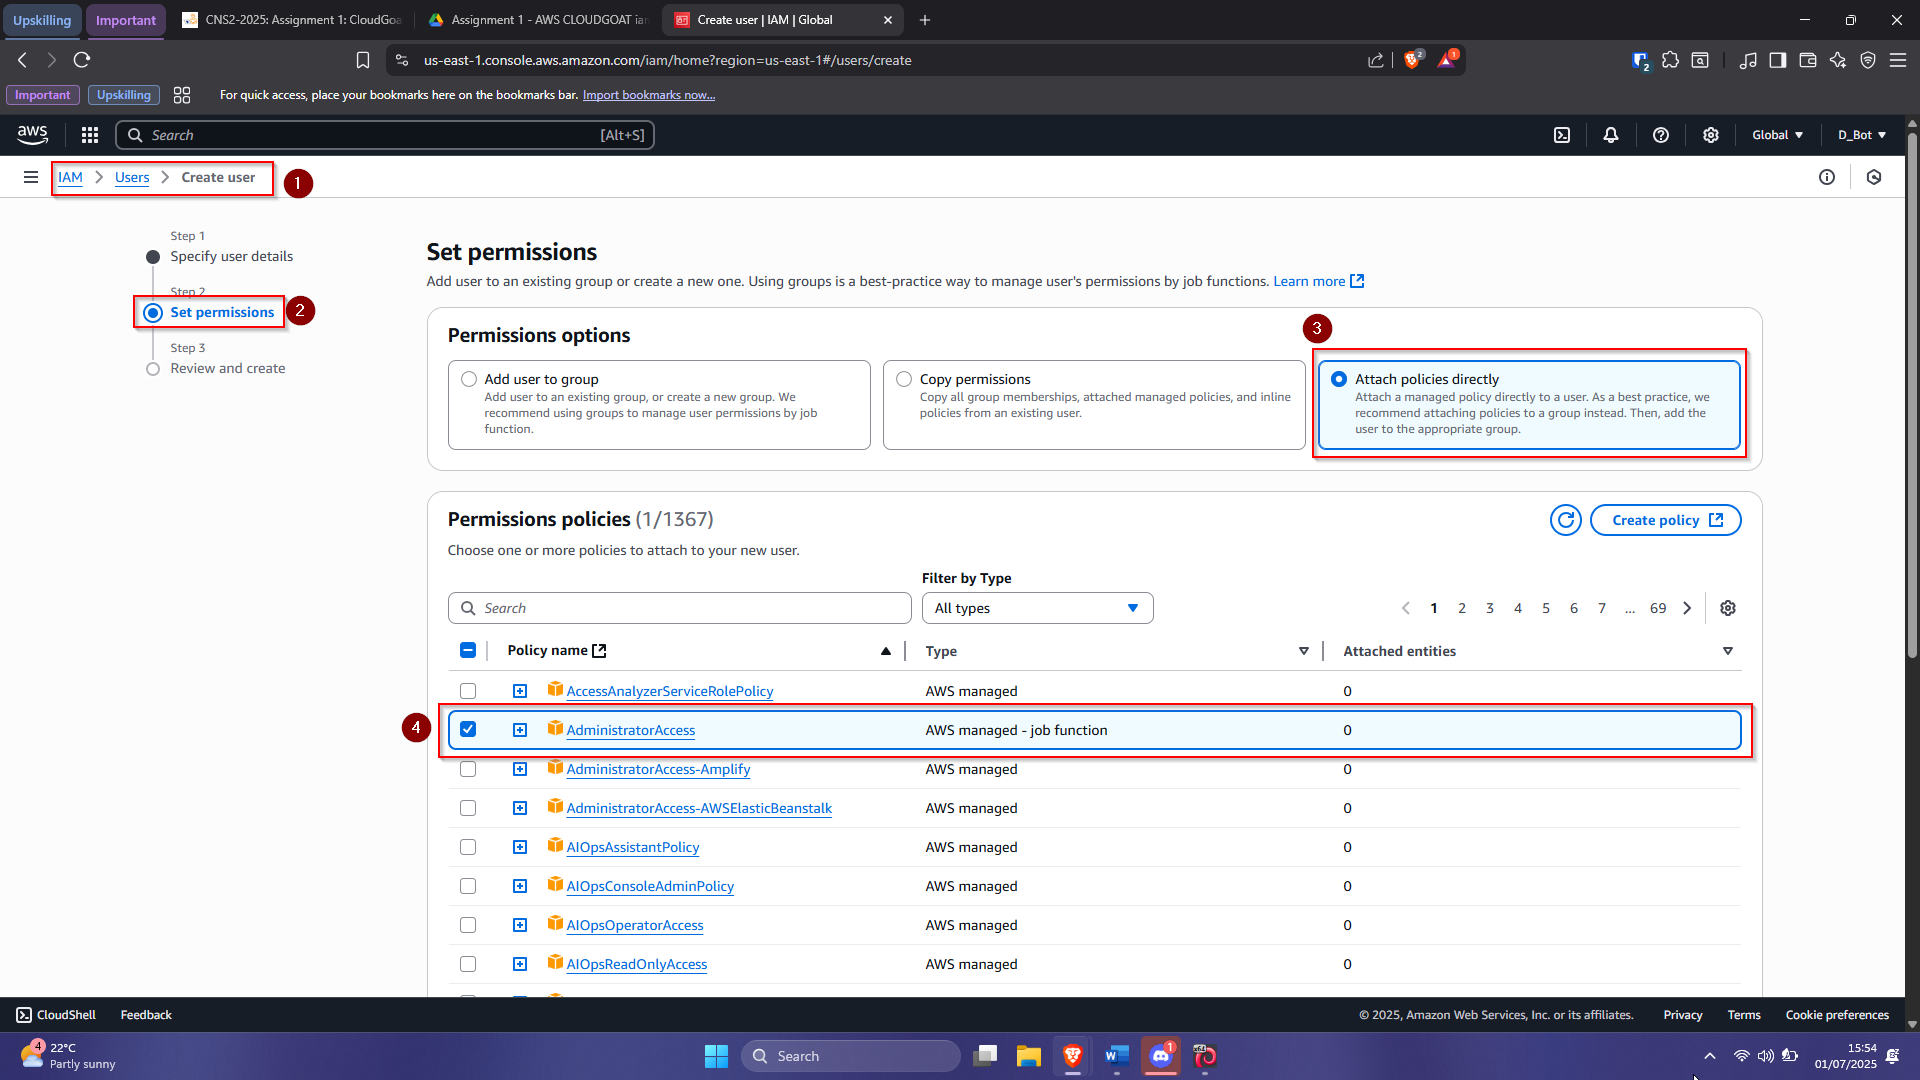 Upskilling
Important
CNS2-2025: Assignment 1: CloudGoa
Assignment 1 - AWS CLOUDGOAT iam
Create user | IAM | Global
us-east-1.console.aws.amazon.com/iam/home?region=us-east-1#/users/create
2
1
2
Important
Upskilling
For quick access, place your bookmarks here on the bookmarks bar. Import bookmarks now...
aws
Search
[Alt+S]
Global
D_Bot
IAM > Users > Create user
1
Step 1
Specify user details
Step 2
Set permissions
2
Step 3
Review and create
Set permissions
Add user to an existing group or create a new one. Using groups is a best-practice way to manage user's permissions by job functions. Learn more
Permissions options
3
Add user to group
Add user to an existing group, or create a new group. We
recommend using groups to manage user permissions by job
function.
Copy permissions
Copy all group memberships, attached managed policies, and inline
policies from an existing user.
Attach policies directly
Attach a managed policy directly to a user. As a best practice, we
recommend attaching policies to a group instead. Then, add the
user to the appropriate group.
Permissions policies (1/1367)
Create policy
Choose one or more policies to attach to your new user.
Filter by Type
Search
All types
1 2 3 4 5 6 7 ... 69
Policy name
Type
Attached entities
AccessAnalyzerServiceRolePolicy AWS managed 0
4
AdministratorAccess AWS managed - job function 0
AdministratorAccess-Amplify AWS managed 0
AdministratorAccess-AWSElasticBeanstalk AWS managed 0
AIOpsAssistantPolicy AWS managed 0
AIOpsConsoleAdminPolicy AWS managed 0
AIOpsOperatorAccess AWS managed 0
AIOpsReadOnlyAccess AWS managed 0
CloudShell
Feedback
© 2025, Amazon Web Services, Inc. or its affiliates.
Privacy
Terms
Cookie preferences
4
22°C
Partly sunny
Search
1
15:54
01/07/2025